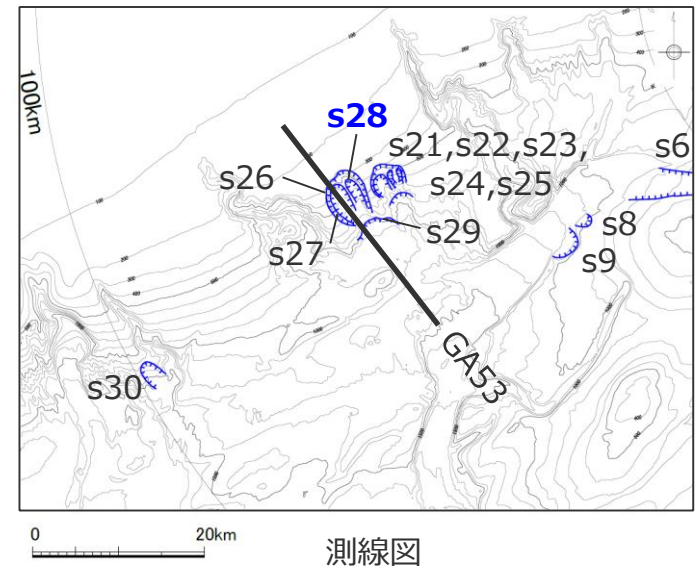 100km
s28
s21,s22,s23,
s24,s25
s6
s26
s27
s29
s8
s9
GA53
s30
0 20km
測線図